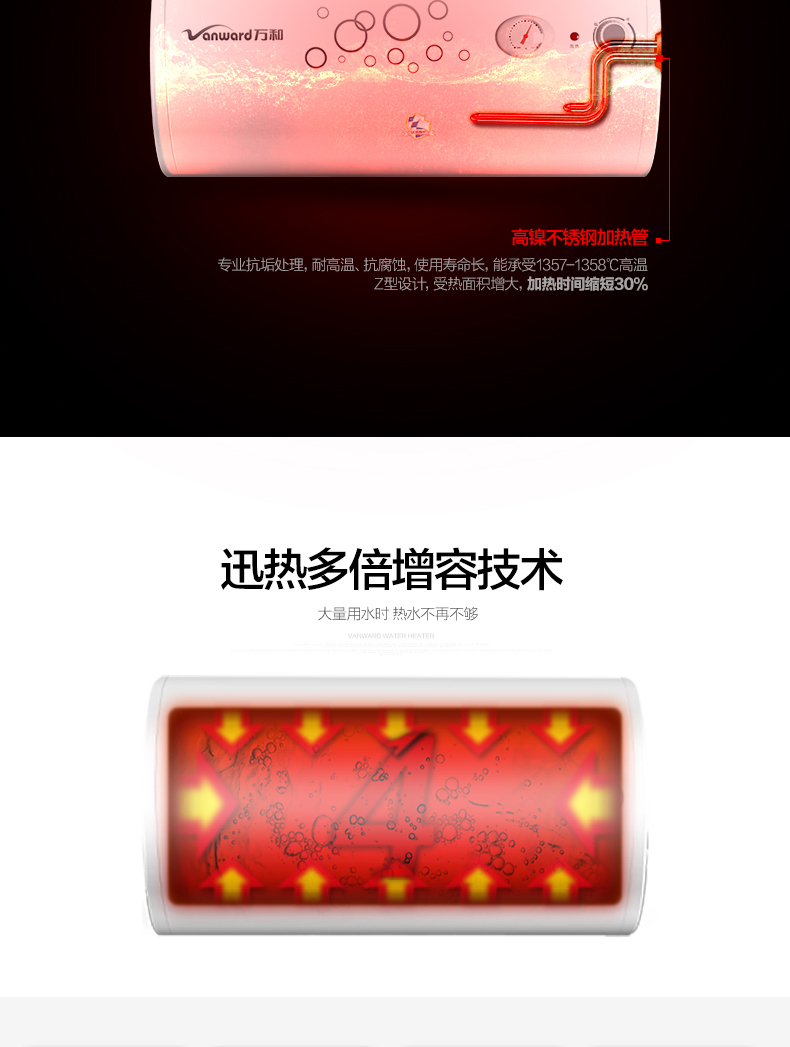 Vanward万和
高镍不锈钢加热管
专业抗垢处理, 耐高温、抗腐蚀, 使用寿命长, 能承受1357-1358℃高温
Z型设计, 受热面积增大, 加热时间缩短30%
迅热多倍增容技术
大量用水时 热水不再不够
VANWARD WATER HEATER
4